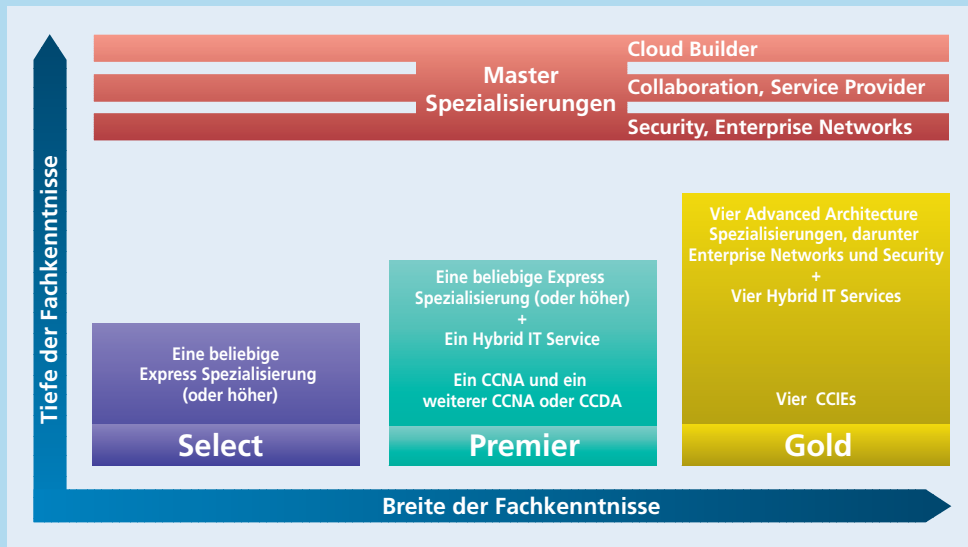 Tiefe der Fachkenntnisse
Master
Spezialisierungen
Cloud Builder
Collaboration, Service Provider
Security, Enterprise Networks
Eine beliebige
Express Spezialisierung
(oder höher)
Select
Eine beliebige Express
Spezialisierung (oder höher)
+
Ein Hybrid IT Service
Ein CCNA und ein
weiterer CCNA oder CCDA
Premier
Vier Advanced Architecture
Spezialisierungen, darunter
Enterprise Networks und Security
+
Vier Hybrid IT Services
Vier CCIEs
Gold
Breite der Fachkenntnisse